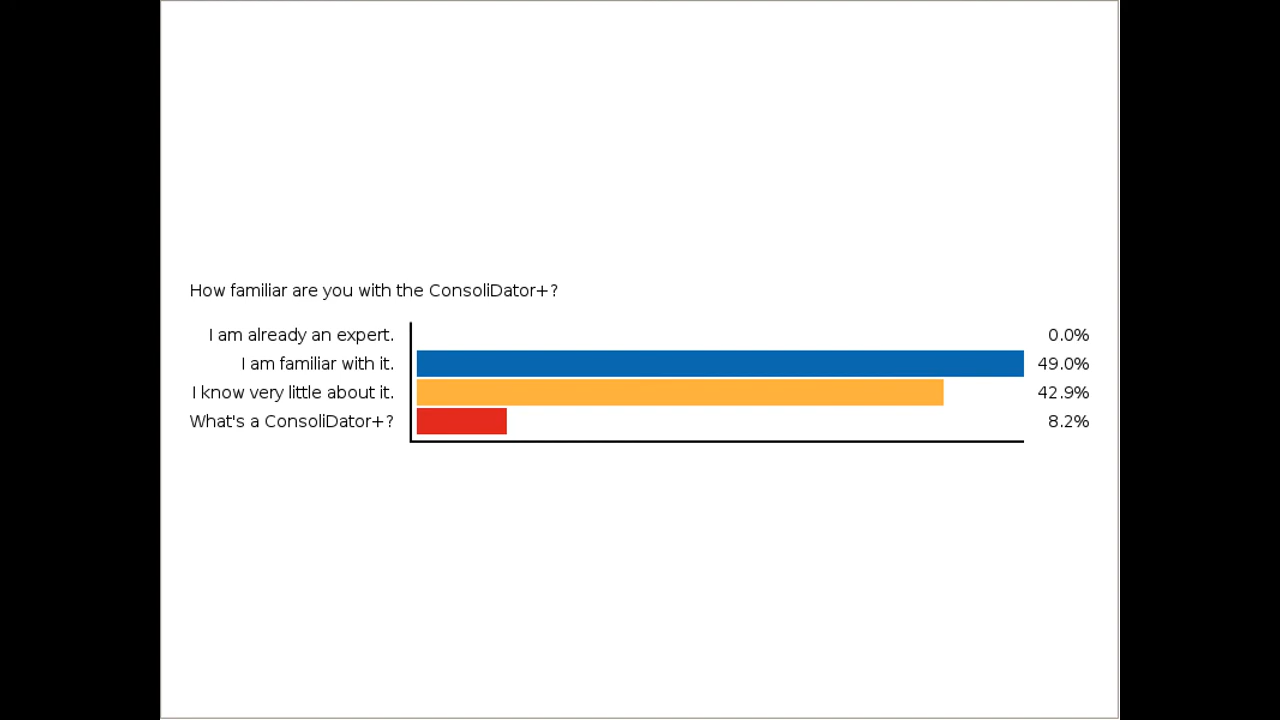 How familiar are you with the ConsoliDator+?
I am already an expert. 0.0%
I am familiar with it. 49.0%
I know very little about it. 42.9%
What's a ConsoliDator+? 8.2%